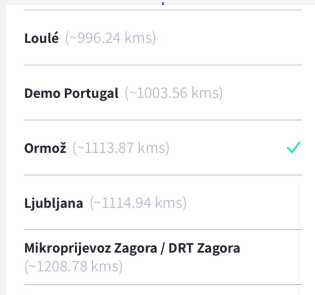 Loulé (~996.24 kms)
Demo Portugal (~1003.56 kms)
Ormož (~1113.87 kms)
Ljubljana (~1114.94 kms)
Mikroprijevoz Zagora / DRT Zagora
(~1208.78 kms)